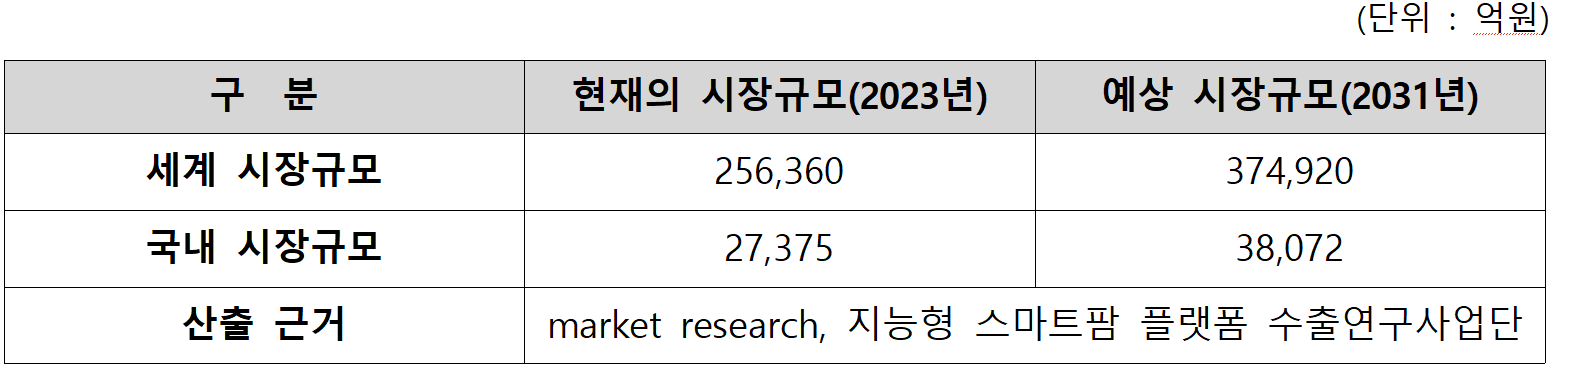 (단위 : 억원)
구 분 현재의 시장규모(2023년) 예상 시장규모(2031년)
세계 시장규모 256,360 374,920
국내 시장규모 27,375 38,072
산출 근거 market research, 지능형 스마트팜 플랫폼 수출연구사업단